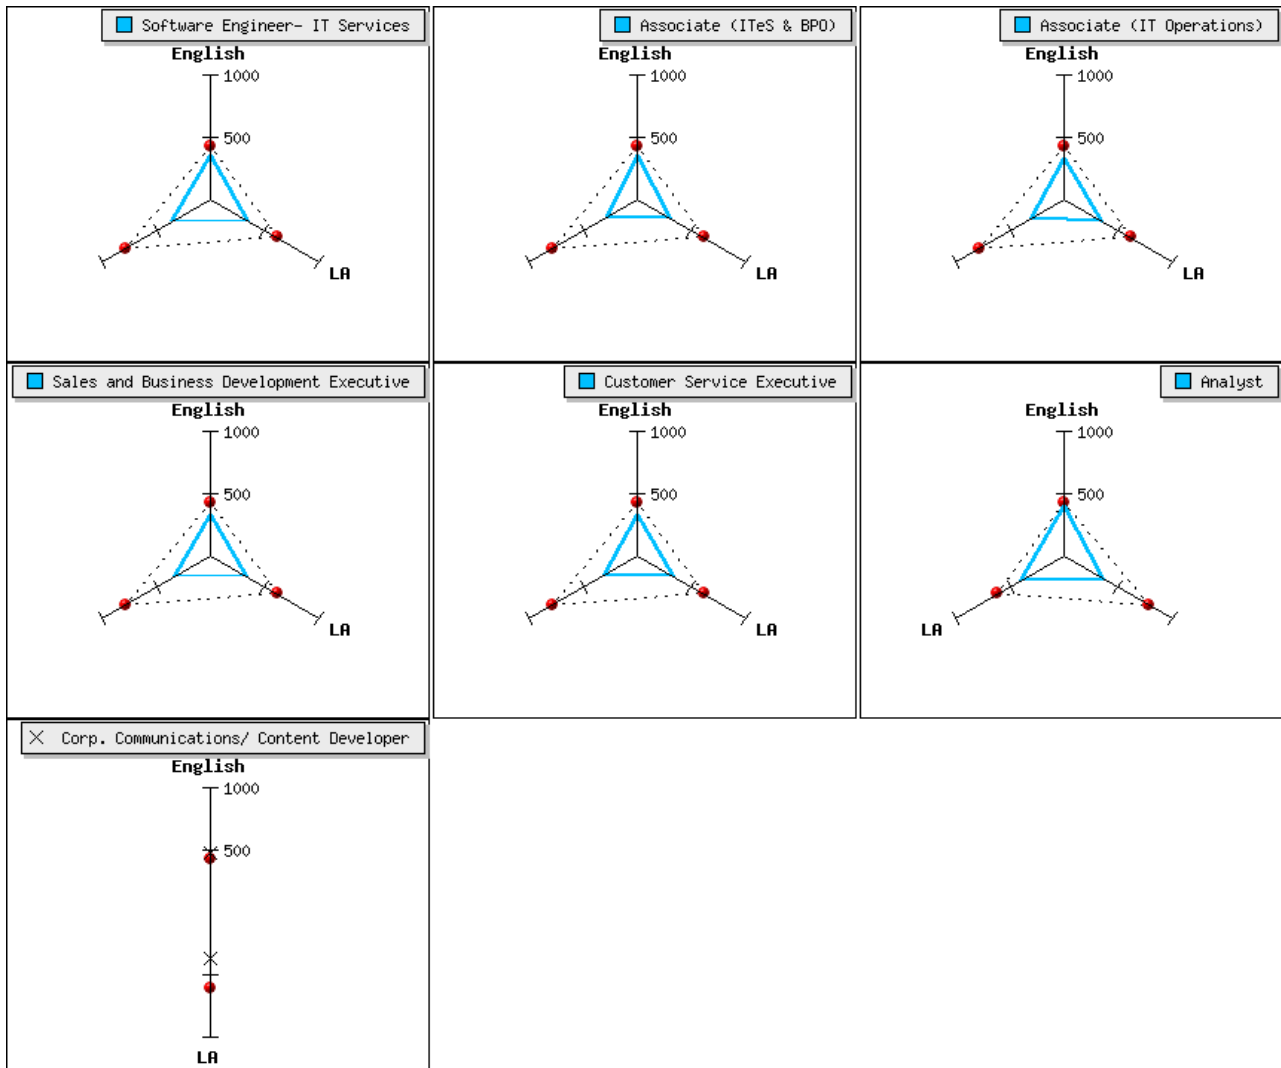 Software Engineer- IT Services
English
1000
500
LA
Associate (ITeS & BPO)
English
1000
500
LA
Associate (IT Operations)
English
1000
500
LA
Sales and Business Development Executive
English
1000
500
LA
Customer Service Executive
English
1000
500
LA
Analyst
English
1000
500
LA
Corp. Communications/ Content Developer
English
1000
500
LA